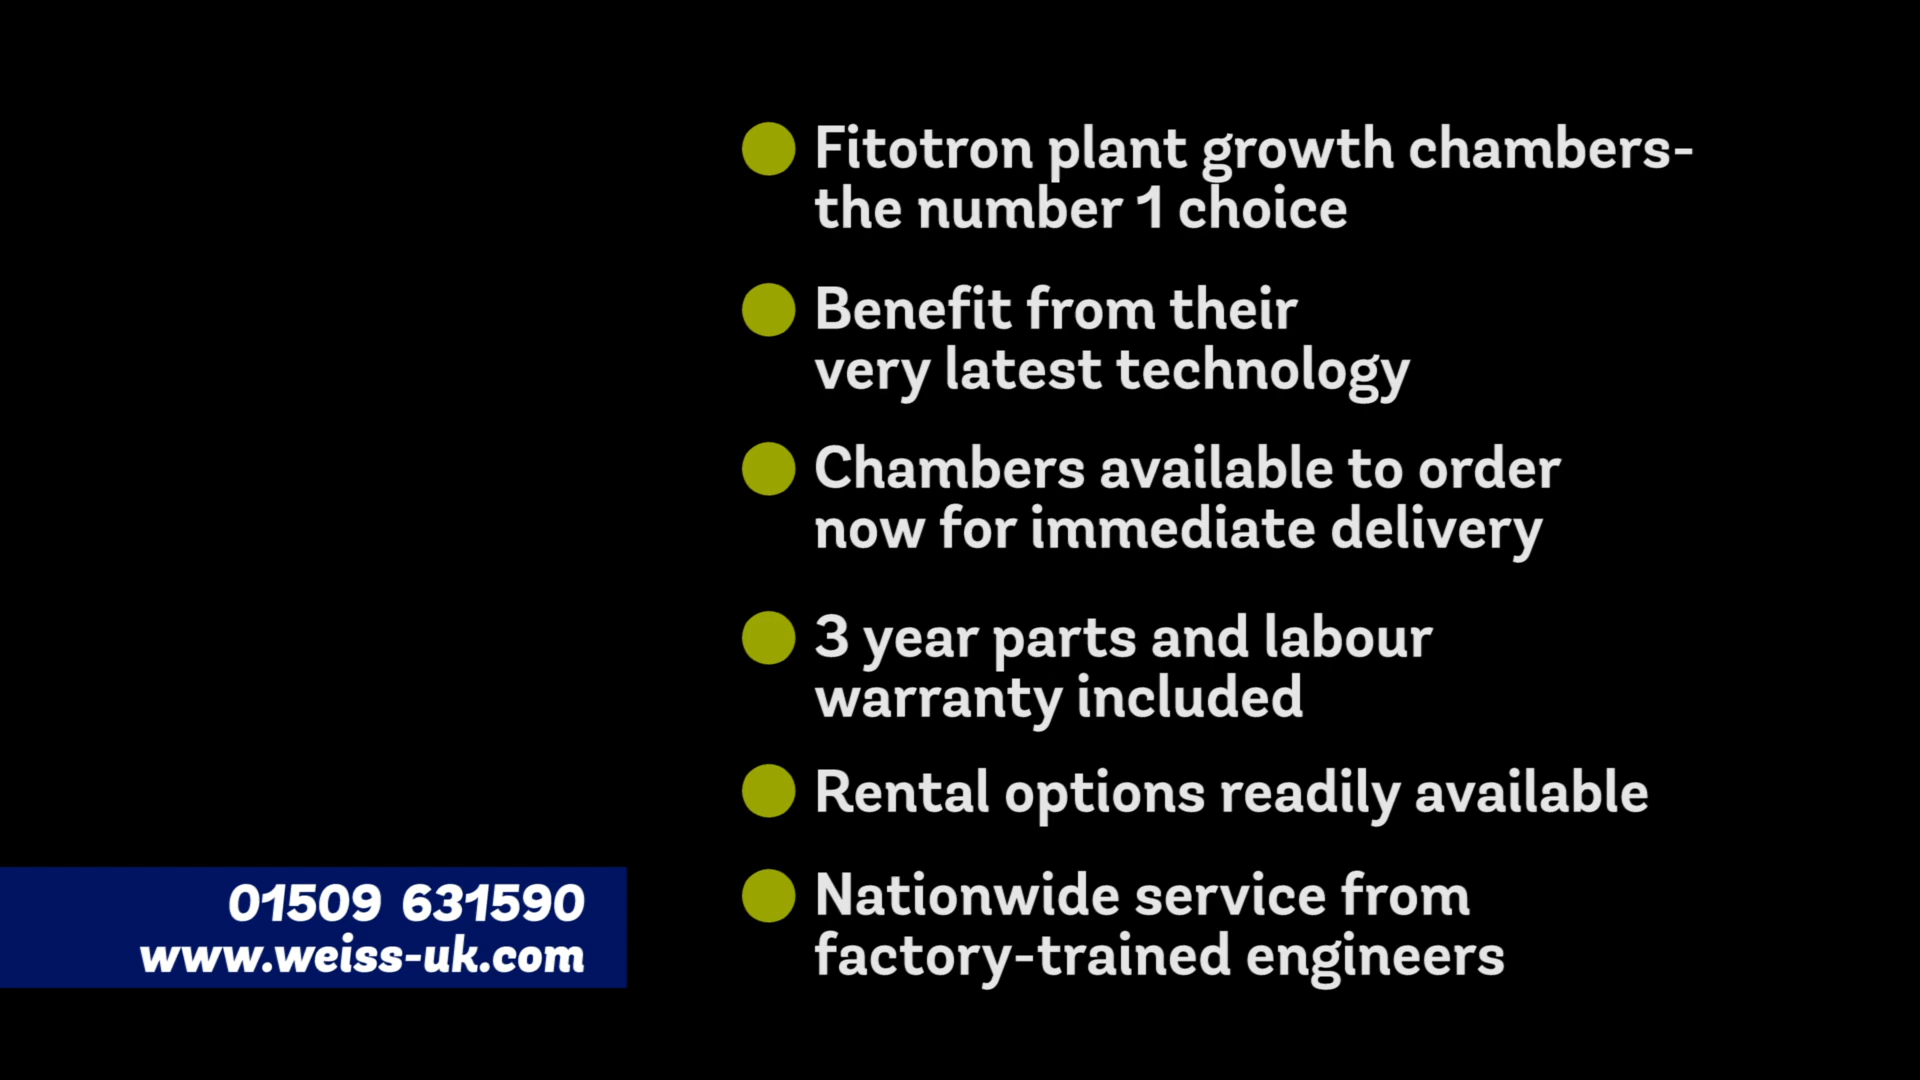 Fitotron plant growth chambers-
the number 1 choice
Benefit from their
very latest technology
Chambers available to order
now for immediate delivery
3 year parts and labour
warranty included
Rental options readily available
Nationwide service from
factory-trained engineers
01509 631590
www.weiss-uk.com